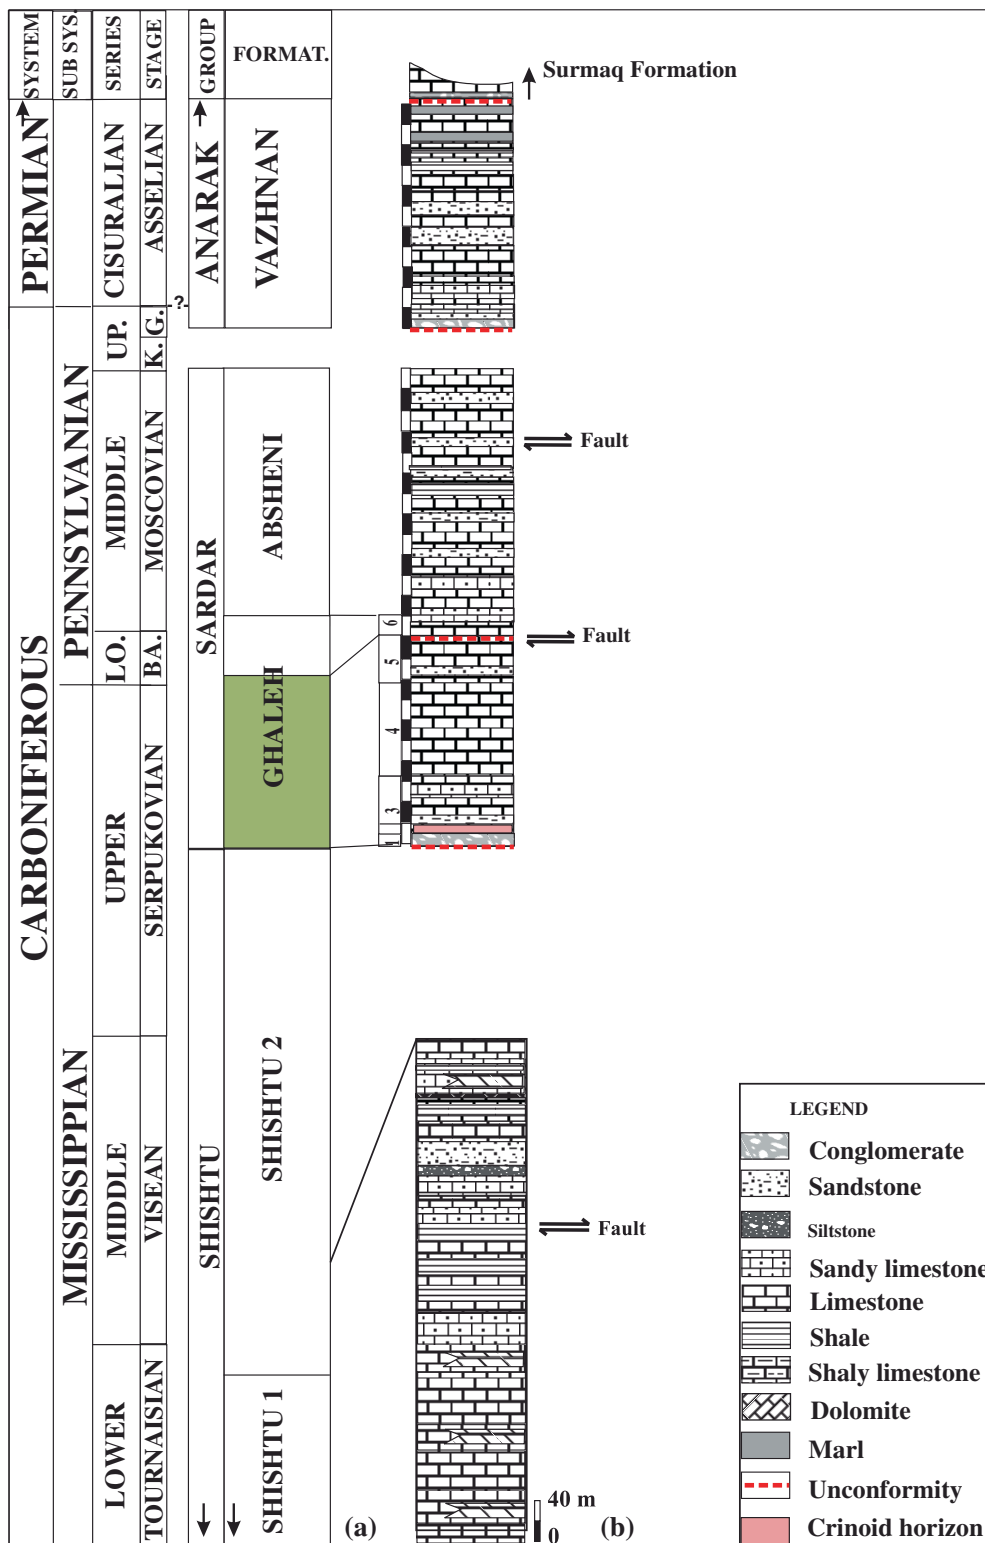 SYSTEM
SUB SYS.
SERIES
STAGE
GROUP
FORMAT.
Surmaq Formation
PERMIAN
CISURALIAN
ASSELIAN
ANARAK
VAZHNAN
?
CARBONIFEROUS
PENNSYLVANIAN
UP.
G.
K.
MIDDLE
MOSCOVIAN
SARDAR
ABSHENI
Fault
LO.
BA.
GHALEH
6
5
4
3
1
Fault
MISSISSIPPIAN
UPPER
SERPUKOVIAN
SHISHTU
SHISHTU 2
MIDDLE
VISEAN
Fault
LOWER
TOURNAISIAN
SHISHTU 1
(a)
40 m
0
(b)
LEGEND
Conglomerate
Sandstone
Siltstone
Sandy limestone
Limestone
Shale
Shaly limestone
Dolomite
Marl
Unconformity
Crinoid horizon